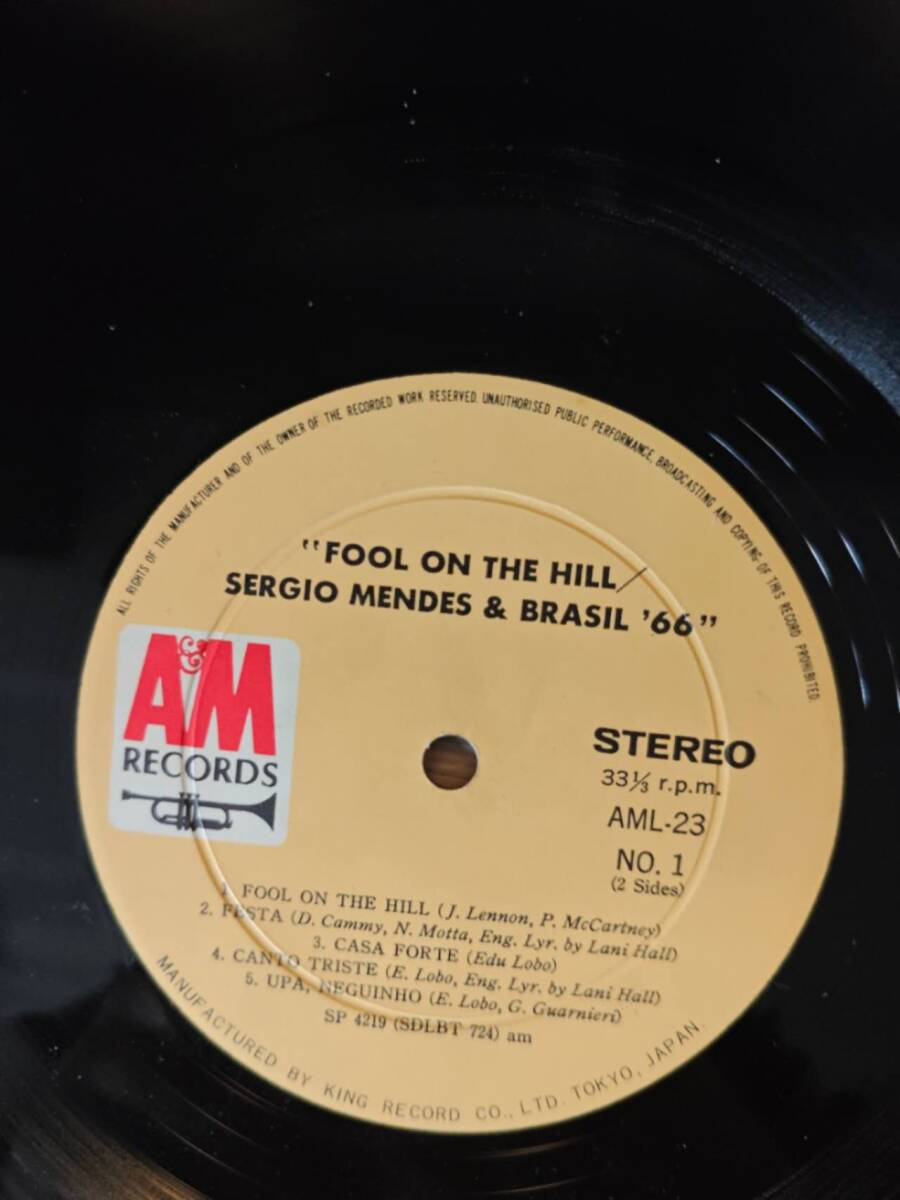 ALL RIGHTS OF THE MANUFACTURER AND OF THE OWNER OF THE RECORDED WORK RESERVED. UNAUTHORISED PUBLIC PERFORMANCE, BROADCASTING AND COPYING OF THIS RECORD PROHIBITED.
"FOOL ON THE HILL/
SERGIO MENDES & BRASIL '66"
A&M
RECORDS
STEREO
33⅓ r.p.m.
AML-23
NO. 1
(2 Sides)
1. FOOL ON THE HILL (J. Lennon, P. McCartney)
2. FESTA (D. Cammy, N. Motta, Eng. Lyr. by Lani Hall)
3. CASA FORTE (Edu Lobo)
4. CANTO TRISTE (E. Lobo, Eng. Lyr. by Lani Hall)
5. UPA, NEGUINHO (E. Lobo, G. Guarnieri)
SP 4219 (SDLBT 724) am
MANUFACTURED BY KING RECORD CO., LTD. TOKYO, JAPAN.